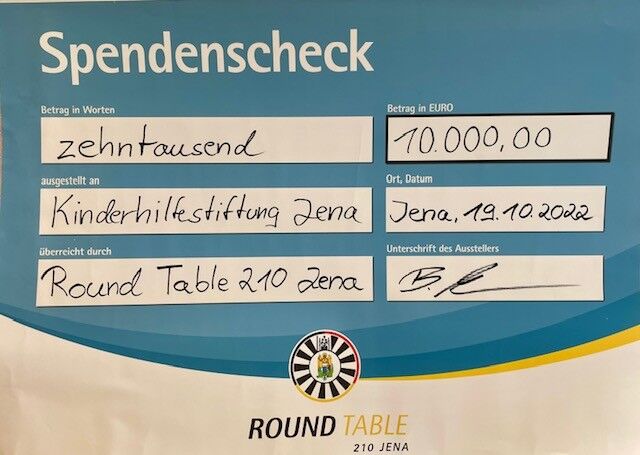 Spendenscheck
Betrag in Worten
zehntausend
Betrag in EURO
10.000,00
ausgestellt an
Kinderhilfestiftung Jena
Ort, Datum
Jena, 19.10.2022
überreicht durch
Round Table 210 Jena
Unterschrift des Ausstellers
B.
ROUND TABLE
210 JENA